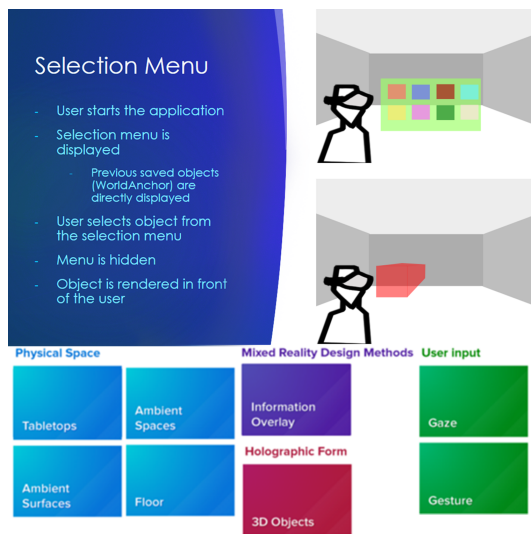 Selection Menu
- User starts the application
- Selection menu is
displayed
- Previous saved objects
(WorldAnchor) are
directly displayed
- User selects object from
the selection menu
- Menu is hidden
- Object is rendered in front
of the user
Physical Space
Mixed Reality Design Methods
User input
Tabletops
Ambient
Spaces
Information
Overlay
Gaze
Holographic Form
Ambient
Surfaces
Floor
3D Objects
Gesture